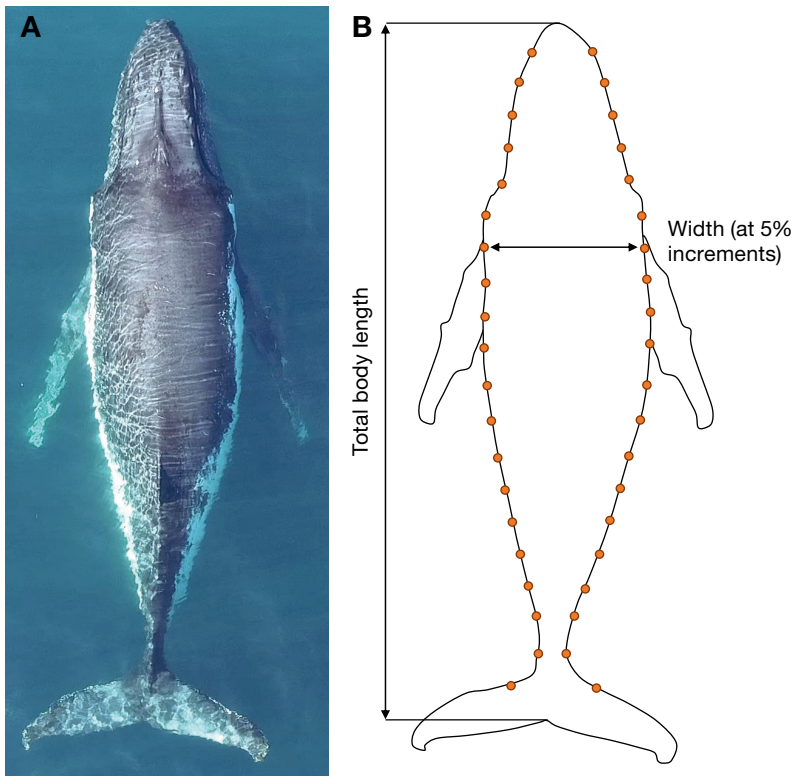 A
B
Width (at 5%
increments)
Total body length